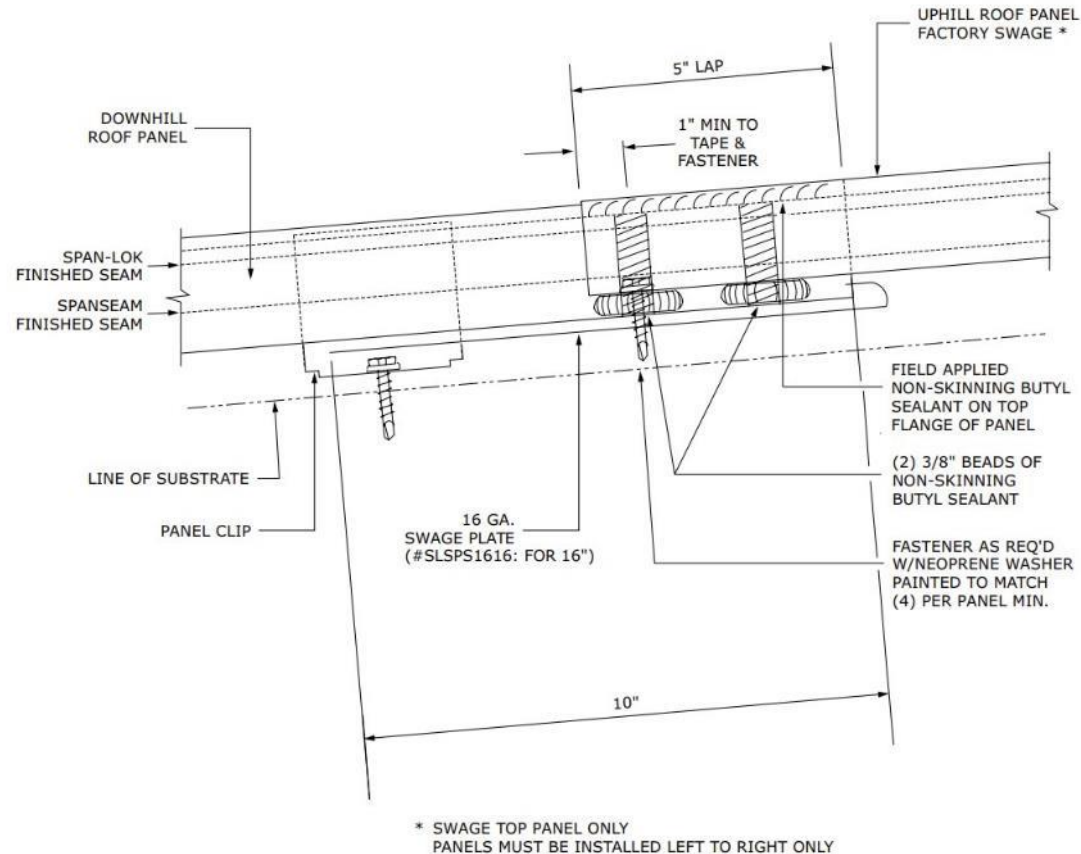 UPHILL ROOF PANEL
FACTORY SWAGE *
5" LAP
DOWNHILL
ROOF PANEL
1" MIN TO
TAPE &
FASTENER
SPAN-LOK
FINISHED SEAM
SPANSEAM
FINISHED SEAM
FIELD APPLIED
NON-SKINNING BUTYL
SEALANT ON TOP
FLANGE OF PANEL
LINE OF SUBSTRATE
(2) 3/8" BEADS OF
NON-SKINNING
BUTYL SEALANT
PANEL CLIP
16 GA.
SWAGE PLATE
(#SLSPS1616: FOR 16")
FASTENER AS REQ'D
W/NEOPRENE WASHER
PAINTED TO MATCH
(4) PER PANEL MIN.
10"
* SWAGE TOP PANEL ONLY
PANELS MUST BE INSTALLED LEFT TO RIGHT ONLY